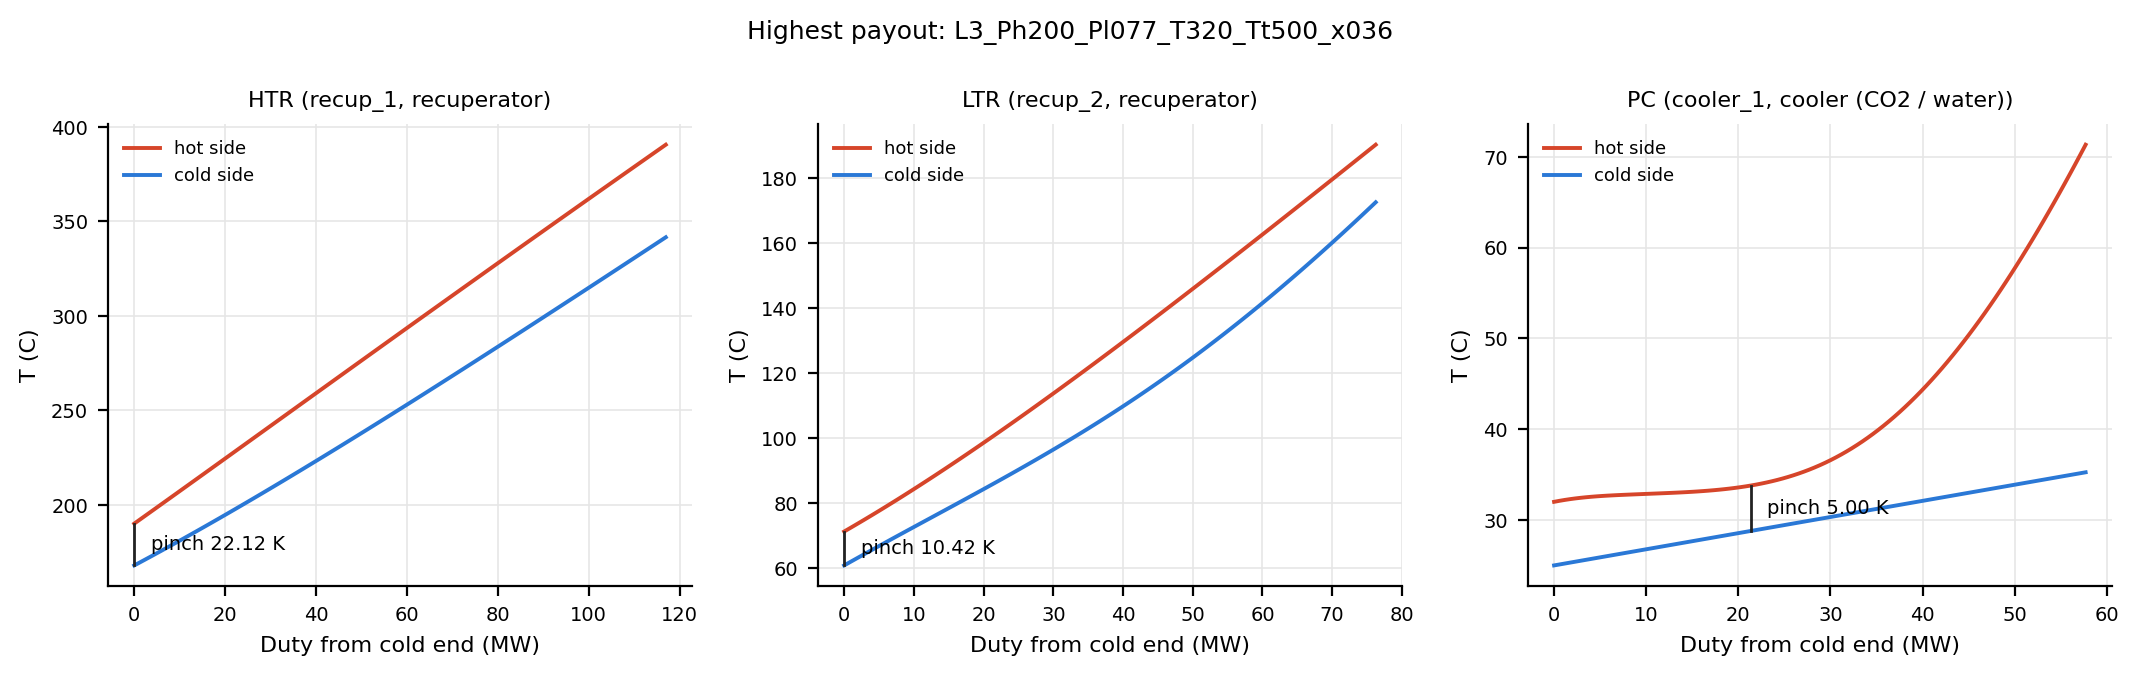 Highest payout: L3_Ph200_Pl077_T320_Tt500_x036
HTR (recup_1, recuperator)
hot side
cold side
400
350
300
250
200
T (C)
pinch 22.12 K
0 20 40 60 80 100 120
Duty from cold end (MW)
LTR (recup_2, recuperator)
hot side
cold side
180
160
140
120
100
80
60
T (C)
pinch 10.42 K
0 10 20 30 40 50 60 70 80
Duty from cold end (MW)
PC (cooler_1, cooler (CO2 / water))
hot side
cold side
70
60
50
40
30
T (C)
pinch 5.00 K
0 10 20 30 40 50 60
Duty from cold end (MW)